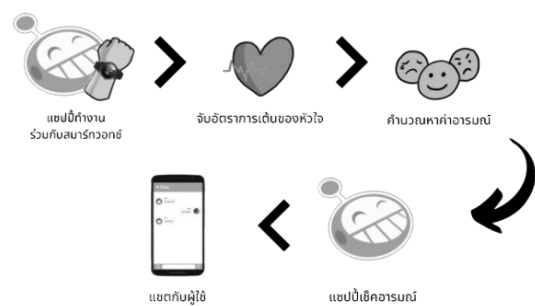 แซปปี้ทำงาน
ร่วมกับสมาร์ทวอทช์
จับอัตราการเต้นของหัวใจ
คำนวณหาค่าอารมณ์
แชตกับผู้ใช้
แซปปี้เช็คอารมณ์